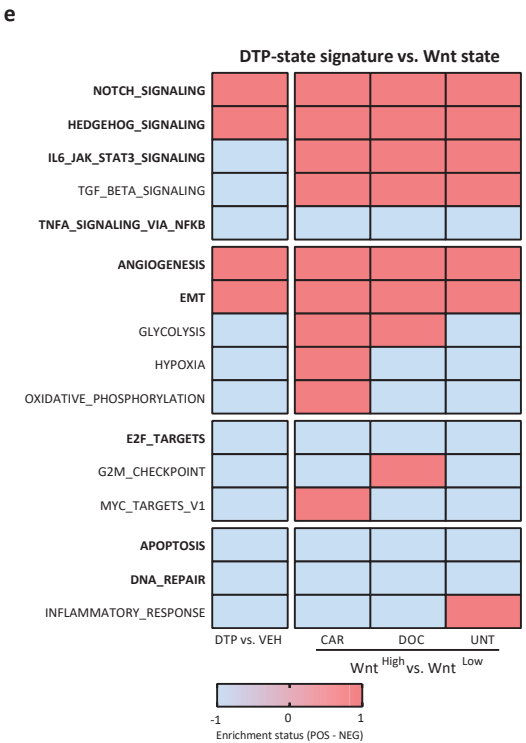 e
DTP-state signature vs. Wnt state
NOTCH_SIGNALING
HEDGEHOG_SIGNALING
IL6_JAK_STAT3_SIGNALING
TGF_BETA_SIGNALING
TNFA_SIGNALING_VIA_NFKB
ANGIOGENESIS
EMT
GLYCOLYSIS
HYPOXIA
OXIDATIVE_PHOSPHORYLATION
E2F_TARGETS
G2M_CHECKPOINT
MYC_TARGETS_V1
APOPTOSIS
DNA_REPAIR
INFLAMMATORY_RESPONSE
DTP vs. VEH CAR DOC UNT
Wnt High vs. Wnt Low
-1 0 1
Enrichment status (POS - NEG)